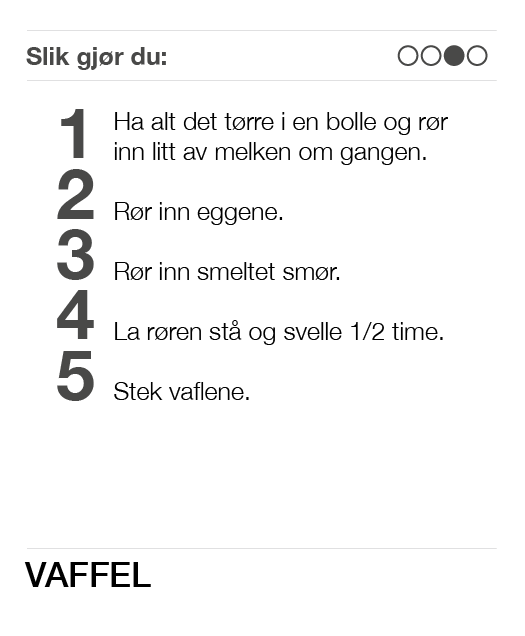 Slik gjør du:
1 Ha alt det tørre i en bolle og rør
inn litt av melken om gangen.
2 Rør inn eggene.
3 Rør inn smeltet smør.
4 La røren stå og svelle 1/2 time.
5 Stek vaflene.
VAFFEL